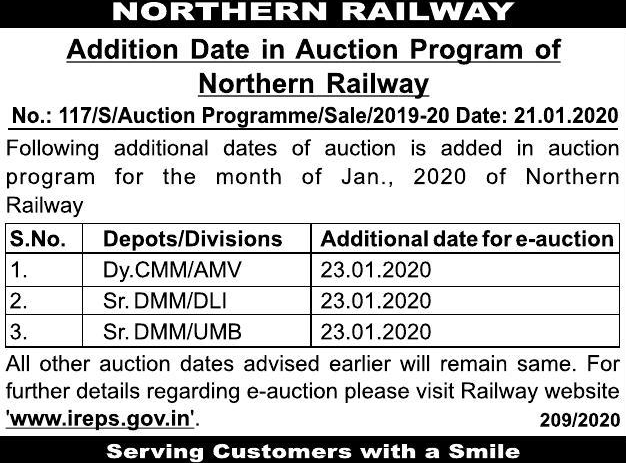 NORTHERN RAILWAY
Addition Date in Auction Program of
Northern Railway
No.: 117/S/Auction Programme/Sale/2019-20 Date: 21.01.2020
Following additional dates of auction is added in auction
program for the month of Jan., 2020 of Northern
Railway
S.No. Depots/Divisions Additional date for e-auction
1. Dy.CMM/AMV 23.01.2020
2. Sr. DMM/DLI 23.01.2020
3. Sr. DMM/UMB 23.01.2020
All other auction dates advised earlier will remain same. For
further details regarding e-auction please visit Railway website
'www.ireps.gov.in'. 209/2020
Serving Customers with a Smile